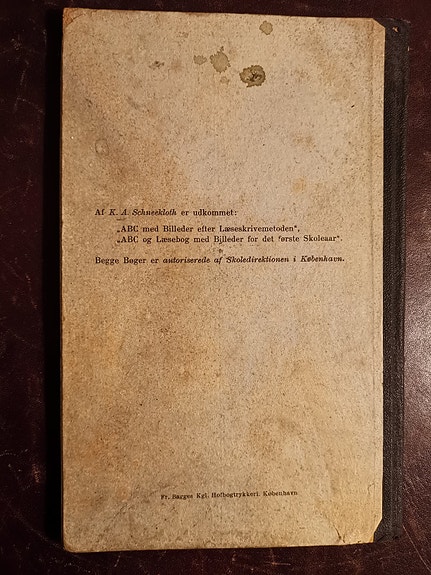 Af K. A. Schneekloth er udkommet:
„ABC med Billeder efter Læseskrivemetoden“,
„ABC og Læsebog med Billeder for det første Skoleaar“.
Begge Bøger er autoriserede af Skoledirektionen i København.
Fr. Bagges Kgl. Hofbogtrykkeri. København